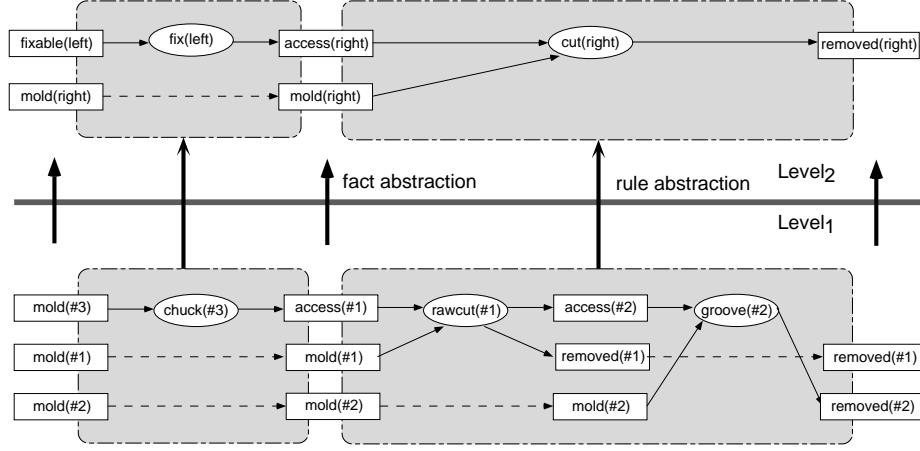 fixable(left)
fix(left)
access(right)
cut(right)
removed(right)
mold(right)
mold(right)
fact abstraction
rule abstraction
Level2
Level1
mold(#3)
chuck(#3)
access(#1)
rawcut(#1)
access(#2)
groove(#2)
mold(#1)
mold(#1)
removed(#1)
removed(#1)
mold(#2)
mold(#2)
mold(#2)
removed(#2)